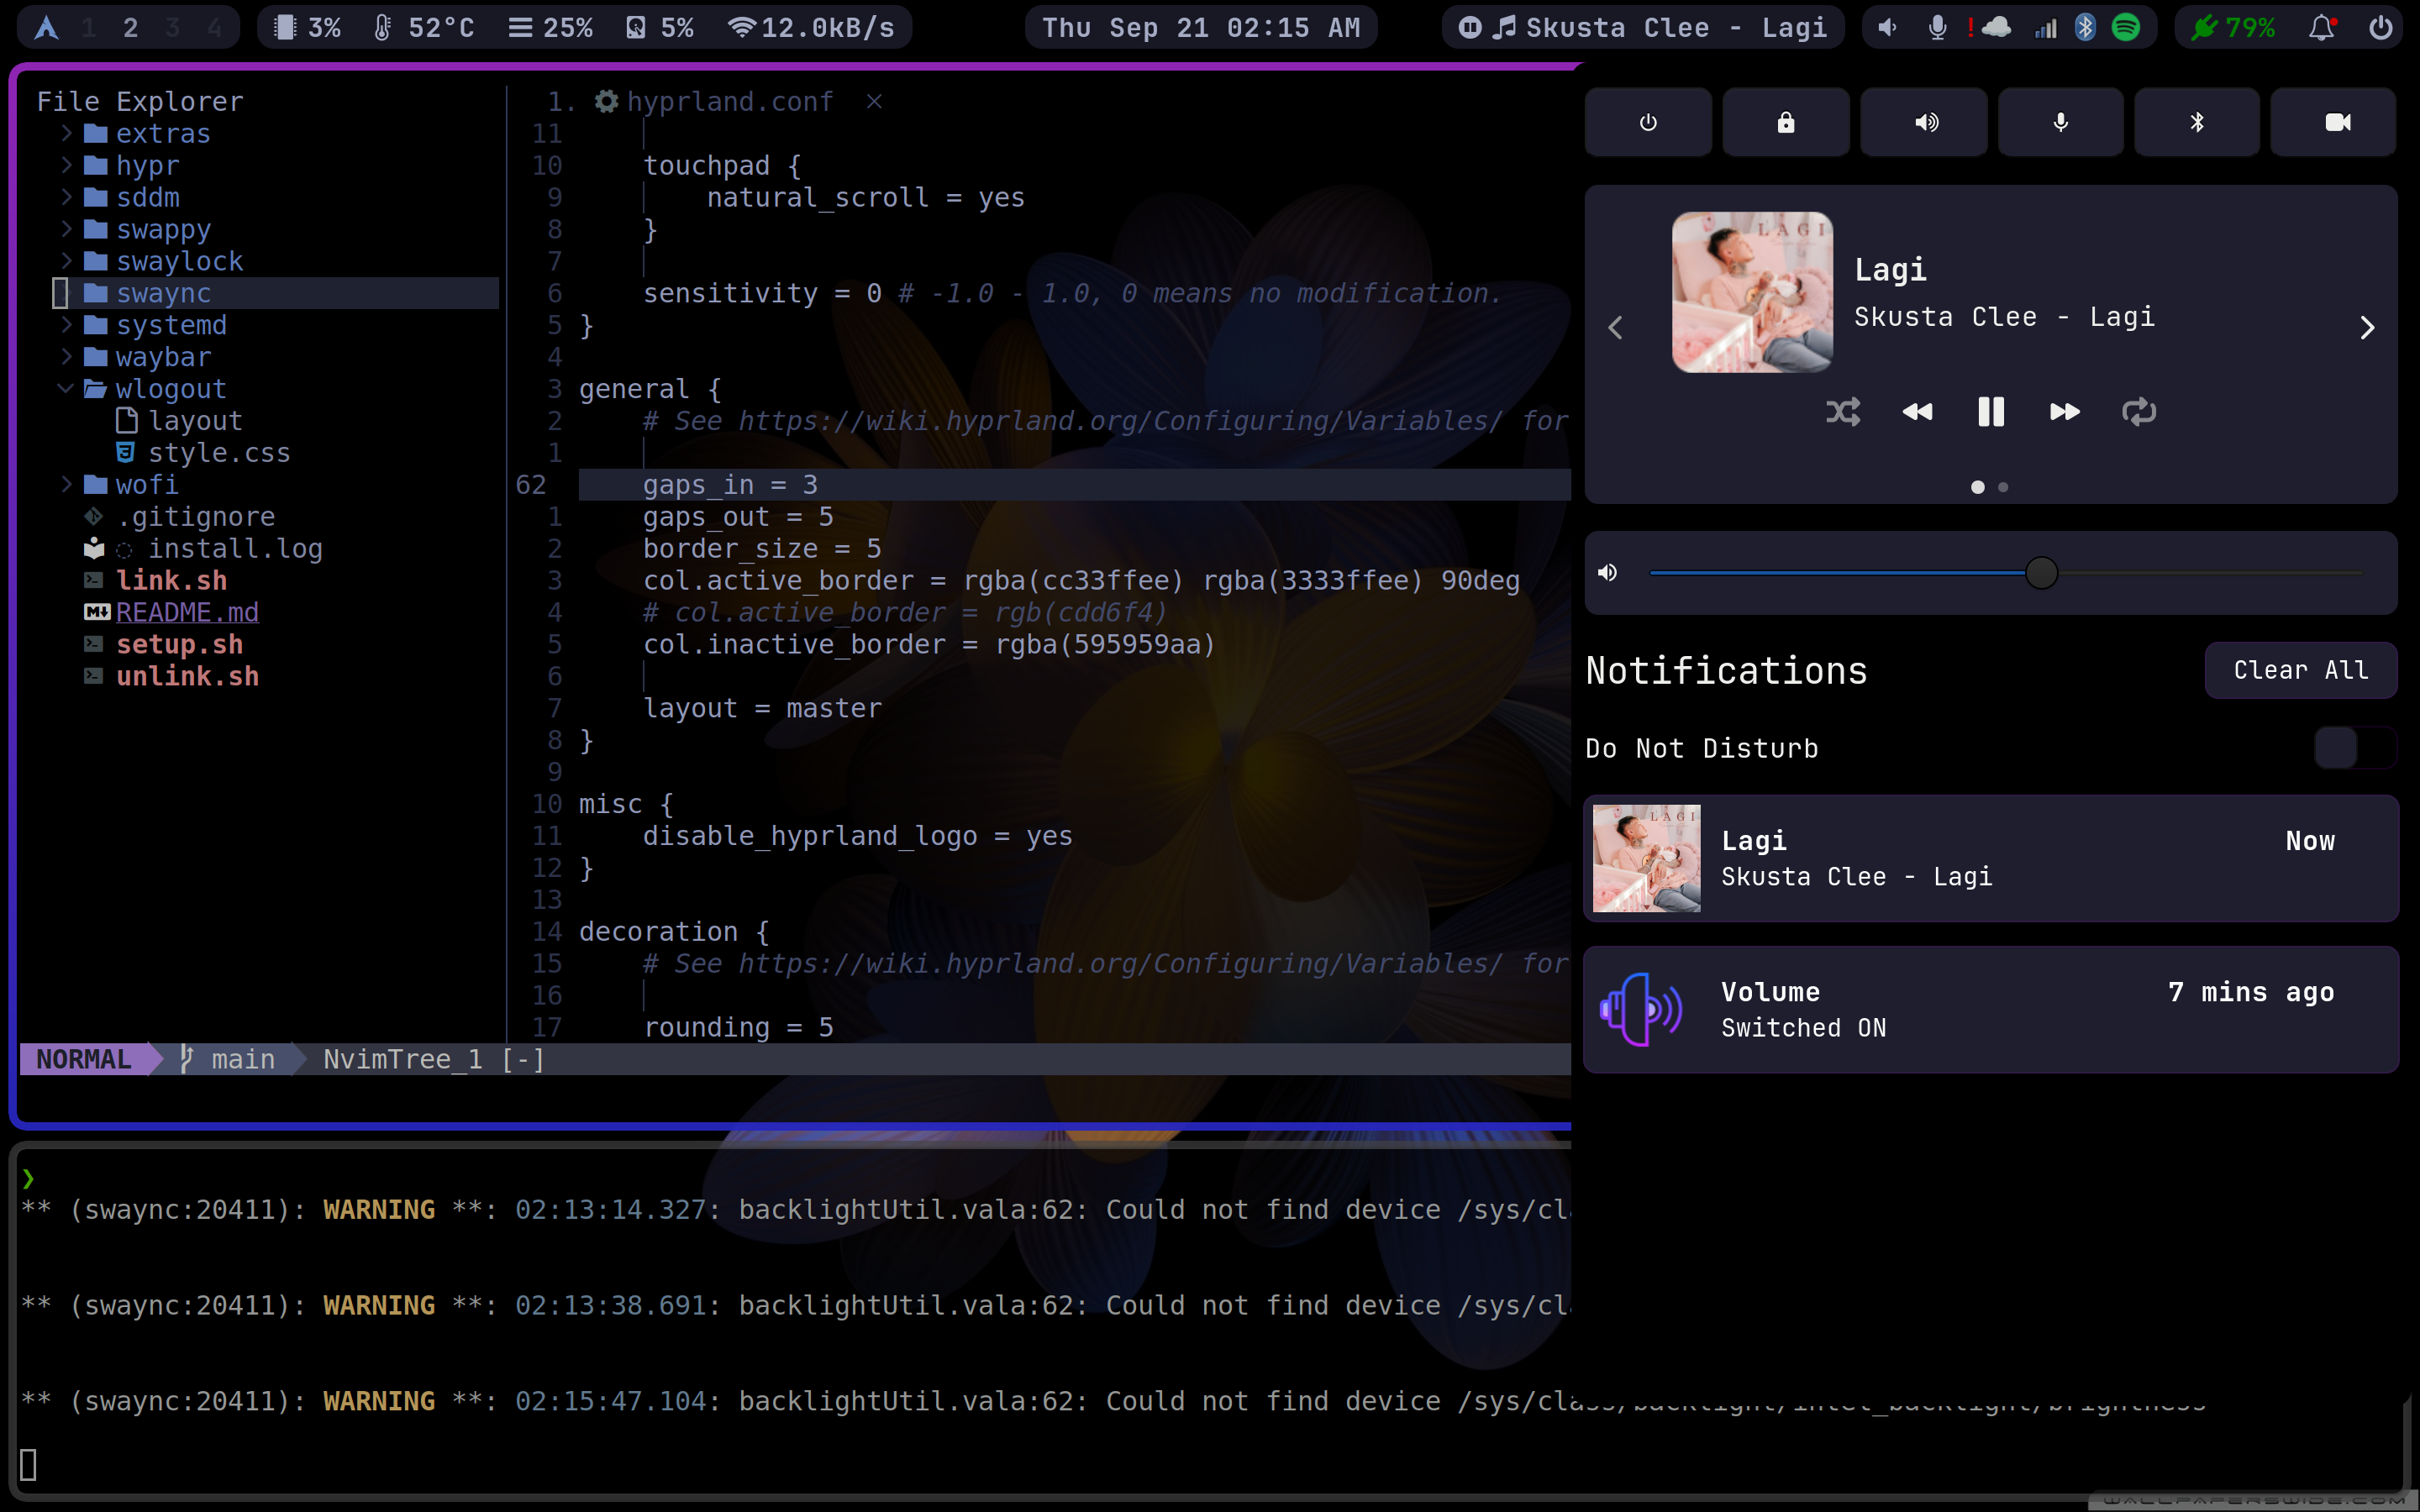 1 2 3 4
3% 52°C 25% 5% 12.0kB/s
Thu Sep 21 02:15 AM
Skusta Clee - Lagi
! 79%
File Explorer
extras
hypr
sddm
swappy
swaylock
swaync
systemd
waybar
wlogout
layout
style.css
wofi
.gitignore
install.log
link.sh
README.md
setup.sh
unlink.sh
1. hyprland.conf ×
11
10 touchpad {
9 natural_scroll = yes
8 }
7
6 sensitivity = 0 # -1.0 - 1.0, 0 means no modification.
5 }
4
3 general {
2 # See https://wiki.hyprland.org/Configuring/Variables/ for
1
62 gaps_in = 3
1 gaps_out = 5
2 border_size = 5
3 col.active_border = rgba(cc33ffee) rgba(3333ffee) 90deg
4 # col.active_border = rgb(cdd6f4)
5 col.inactive_border = rgba(595959aa)
6
7 layout = master
8 }
9
10 misc {
11 disable_hyprland_logo = yes
12 }
13
14 decoration {
15 # See https://wiki.hyprland.org/Configuring/Variables/ for
16
17 rounding = 5
NORMAL main NvimTree_1 [-]
❯
** (swaync:20411): WARNING **: 02:13:14.327: backlightUtil.vala:62: Could not find device /sys/cl
** (swaync:20411): WARNING **: 02:13:38.691: backlightUtil.vala:62: Could not find device /sys/cl
** (swaync:20411): WARNING **: 02:15:47.104: backlightUtil.vala:62: Could not find device /sys/class/backlight/intel_backlight/brightness
LAGI
Lagi
Skusta Clee - Lagi
Notifications
Clear All
Do Not Disturb
LAGI
Lagi
Now
Skusta Clee - Lagi
Volume
7 mins ago
Switched ON
WALLPAPERSWIDE.COM